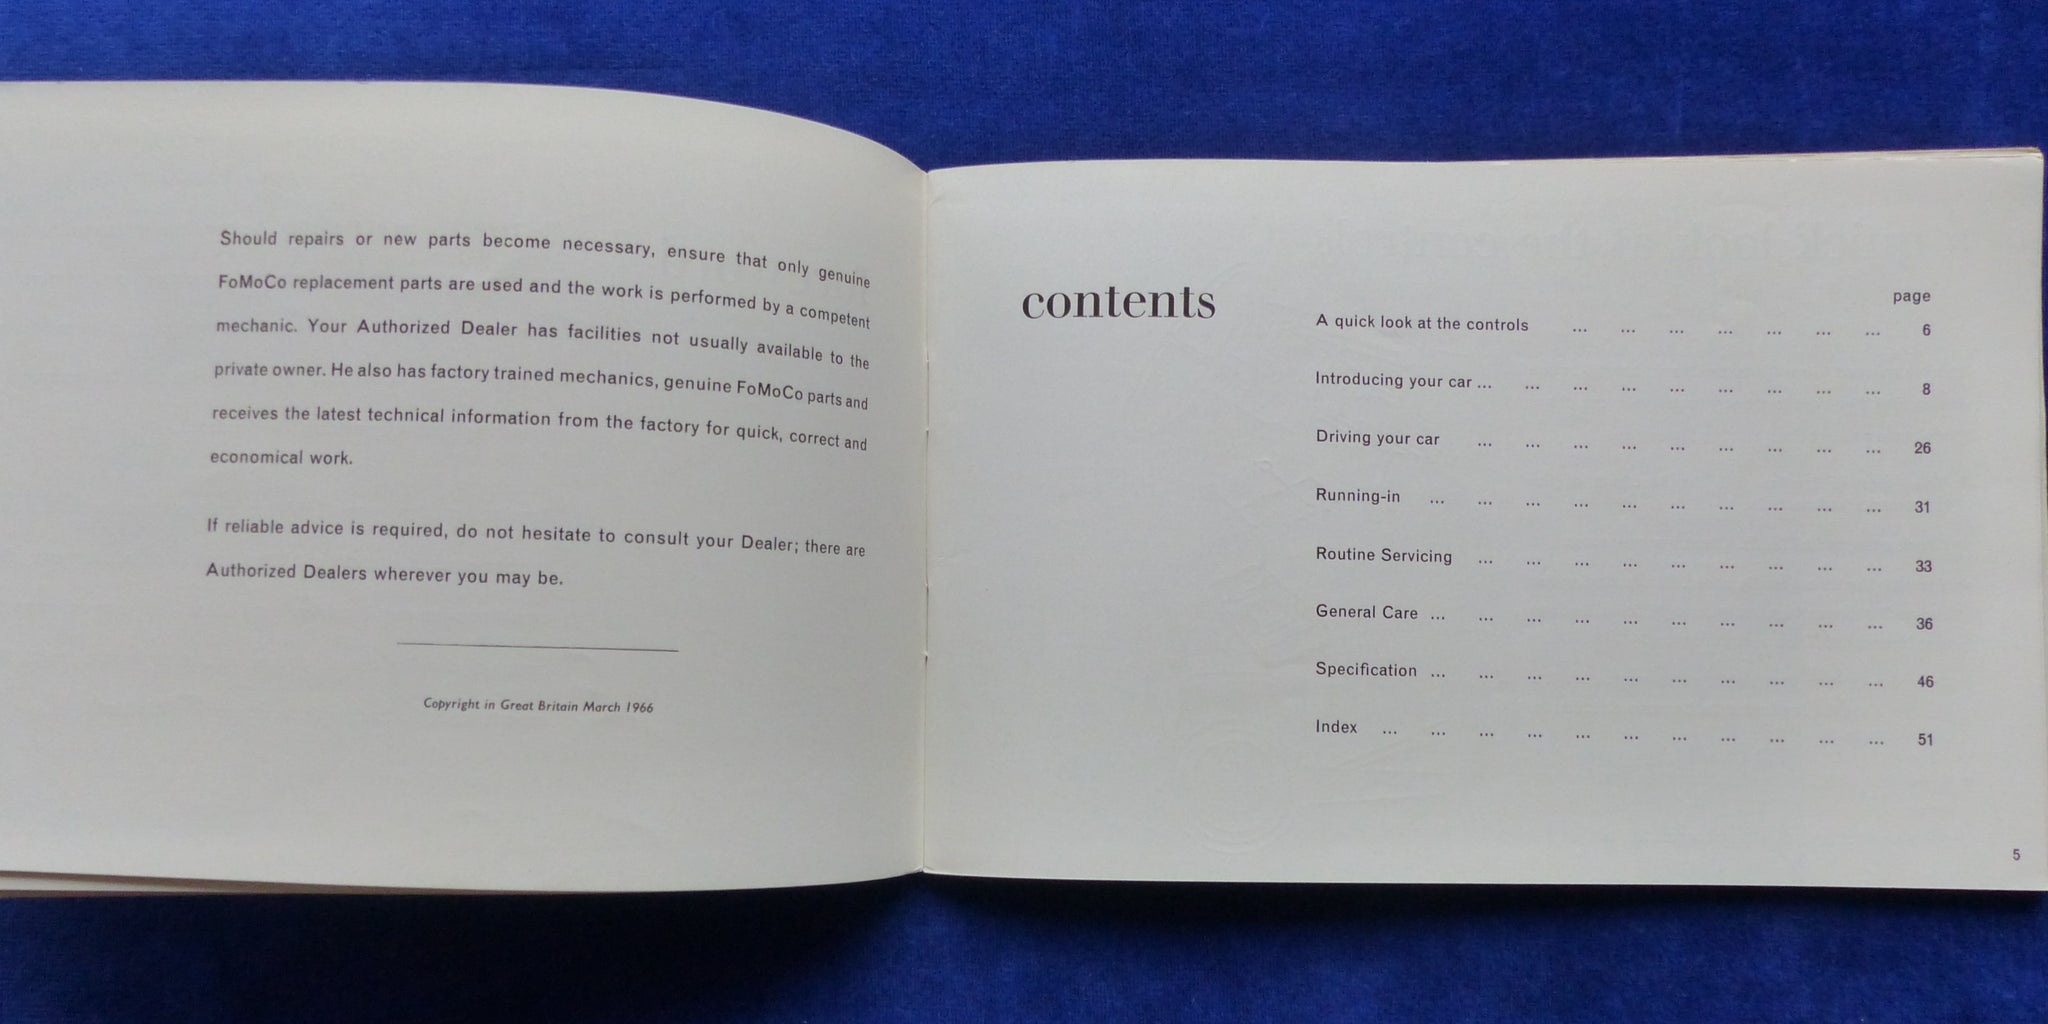 Should repairs or new parts become necessary, ensure that only genuine
FoMoCo replacement parts are used and the work is performed by a competent
mechanic. Your Authorized Dealer has facilities not usually available to the
private owner. He also has factory trained mechanics, genuine FoMoCo parts and
receives the latest technical information from the factory for quick, correct and
economical work.
If reliable advice is required, do not hesitate to consult your Dealer; there are
Authorized Dealers wherever you may be.
Copyright in Great Britain March 1966
contents
page
A quick look at the controls ... ... ... ... ... ... ... 6
Introducing your car ... ... ... ... ... ... ... ... ... 8
Driving your car ... ... ... ... ... ... ... ... ... 26
Running-in ... ... ... ... ... ... ... ... ... ... 31
Routine Servicing ... ... ... ... ... ... ... ... ... 33
General Care ... ... ... ... ... ... ... ... ... ... 36
Specification ... ... ... ... ... ... ... ... ... ... 46
Index ... ... ... ... ... ... ... ... ... ... ... 51
5